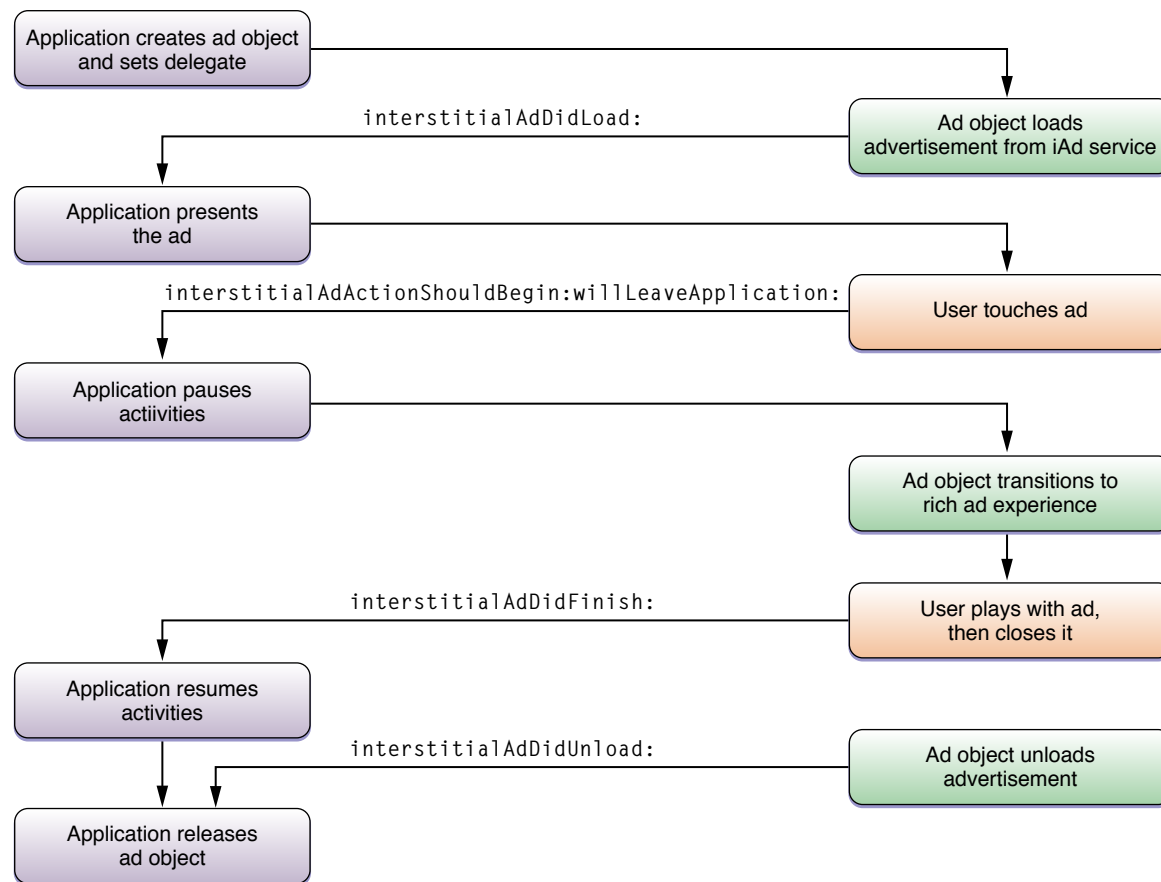 Application creates ad object
and sets delegate
interstitialAdDidLoad:
Ad object loads
advertisement from iAd service
Application presents
the ad
interstitialAdActionShouldBegin:willLeaveApplication:
User touches ad
Application pauses
actiivities
Ad object transitions to
rich ad experience
interstitialAdDidFinish:
User plays with ad,
then closes it
Application resumes
activities
interstitialAdDidUnload:
Ad object unloads
advertisement
Application releases
ad object